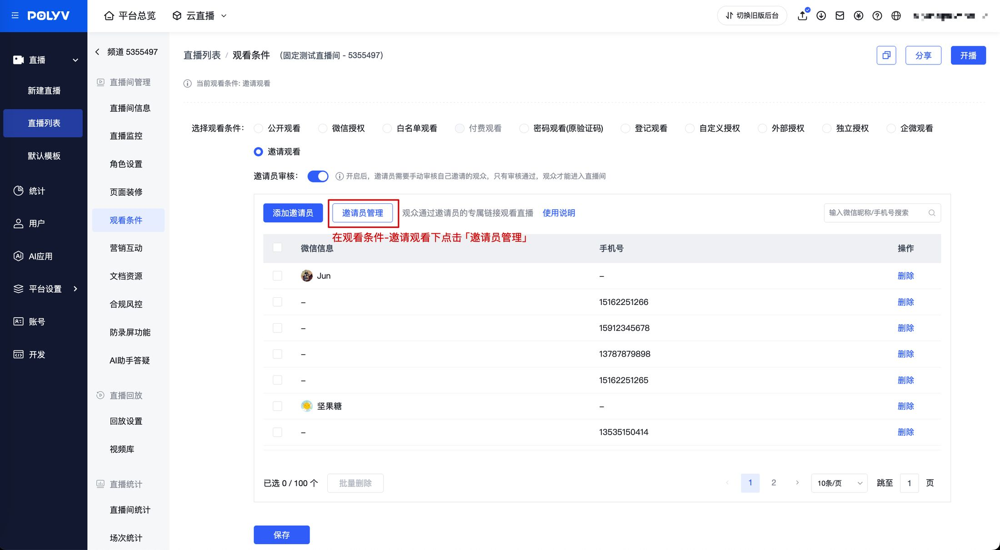 POLYV
平台总览
云直播
切换旧版后台
直播
新建直播
直播列表
默认模板
统计
用户
AI应用
平台设置
账号
开发
频道 5355497
直播间管理
直播间信息
直播监控
角色设置
页面装修
观看条件
营销互动
文档资源
合规风控
防录屏功能
AI助手答疑
直播回放
回放设置
视频库
直播统计
直播间统计
场次统计
直播列表 / 观看条件 (固定测试直播间 - 5355497)
分享
开播
当前观看条件: 邀请观看
选择观看条件: 公开观看 微信授权 白名单观看 付费观看 密码观看(原验证码) 登记观看 自定义授权 外部授权 独立授权 企微观看
邀请观看
邀请员审核: 开启后，邀请员需要手动审核自己邀请的观众，只有审核通过，观众才能进入直播间
添加邀请员 邀请员管理 观众通过邀请员的专属链接观看直播 使用说明 输入微信昵称/手机号搜索
在观看条件-邀请观看下点击「邀请员管理」
微信信息 手机号 操作
Jun – 删除
– 15162251266 删除
– 15912345678 删除
– 13787879898 删除
– 15162251265 删除
坚果糖 – 删除
– 13535150414 删除
已选 0 / 100 个 批量删除 1 2 10条/页 跳至 1 页
保存